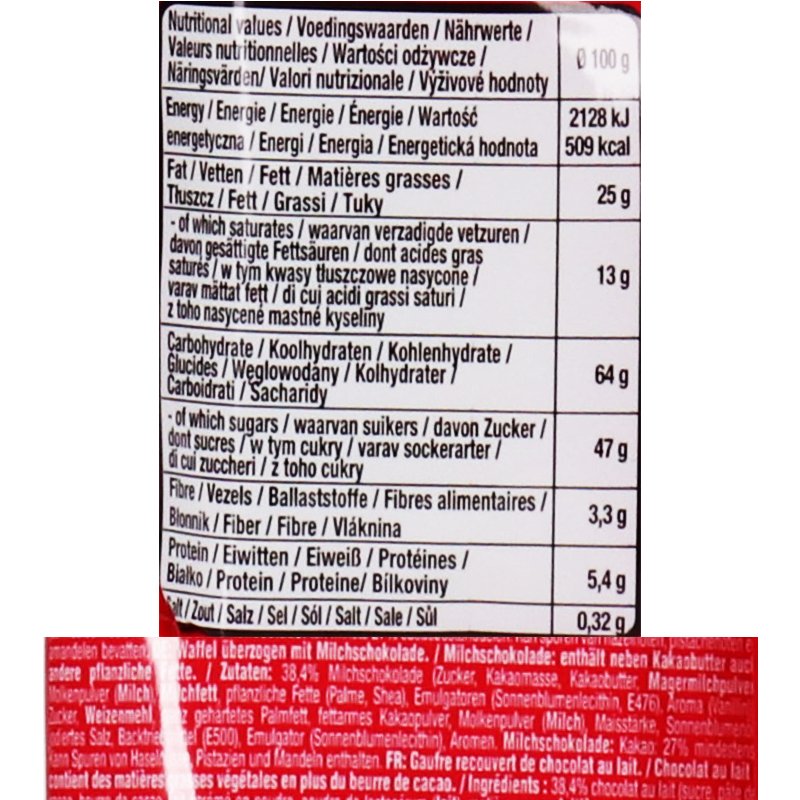 Nutritional values / Voedingswaarden / Nährwerte /
Valeurs nutritionnelles / Wartości odżywcze /
Näringsvärden/ Valori nutrizionale / Výživové hodnoty
Ø 100 g
Energy / Energie / Energie / Énergie / Wartość
energetyczna / Energi / Energia / Energetická hodnota
2128 kJ
509 kcal
Fat / Vetten / Fett / Matières grasses /
Tłuszcz / Fett / Grassi / Tuky
25 g
- of which saturates / waarvan verzadigde vetzuren /
davon gesättigte Fettsäuren / dont acides gras
saturés / w tym kwasy tłuszczowe nasycone /
varav mättat fett / di cui acidi grassi saturi /
z toho nasycené mastné kyseliny
13 g
Carbohydrate / Koolhydraten / Kohlenhydrate /
Glucides / Węglowodany / Kolhydrater /
Carboidrati / Sacharidy
64 g
- of which sugars / waarvan suikers / davon Zucker /
dont sucres / w tym cukry / varav sockerarter /
di cui zuccheri / z toho cukry
47 g
Fibre / Vezels / Ballaststoffe / Fibres alimentaires /
Błonnik / Fiber / Fibre / Vláknina
3,3 g
Protein / Eiwitten / Eiweiß / Protéines /
Białko / Protein / Proteine/ Bílkoviny
5,4 g
Salt / Zout / Salz / Sel / Sól / Salt / Sale / Sůl
0,32 g
mandelen bevatten. Waffel überzogen mit Milchschokolade. / Milchschokolade: enthält neben Kakaobutter auch
andere pflanzliche / Zutaten: 38,4% Milchschokolade (Zucker, Kakaomasse, Kakaobutter, Magermilchpulver
Molkenpulver (Milch) pflanzliche Fette (Palme, Shea), Emulgatoren (Sonnenblumenlecithin, E476), Aroma
Zucker, Weizenmehl, gehärtetes Palmfett, fettarmes Kakaopulver, Molkenpulver (Milch), Maisstärke,
Salz, (E500), Emulgator (Sonnenblumenlecithin), Aromen. Milchschokolade: Kakao: 27%
Kann Spuren von Pistazien und Mandeln enthalten. FR: Gaufre recouvert de chocolat au lait. / Chocolat au lait
contient des matières végétales en plus du beurre de cacao. / Ingrédients : 38,4% chocolat au lait (sucre, pâte